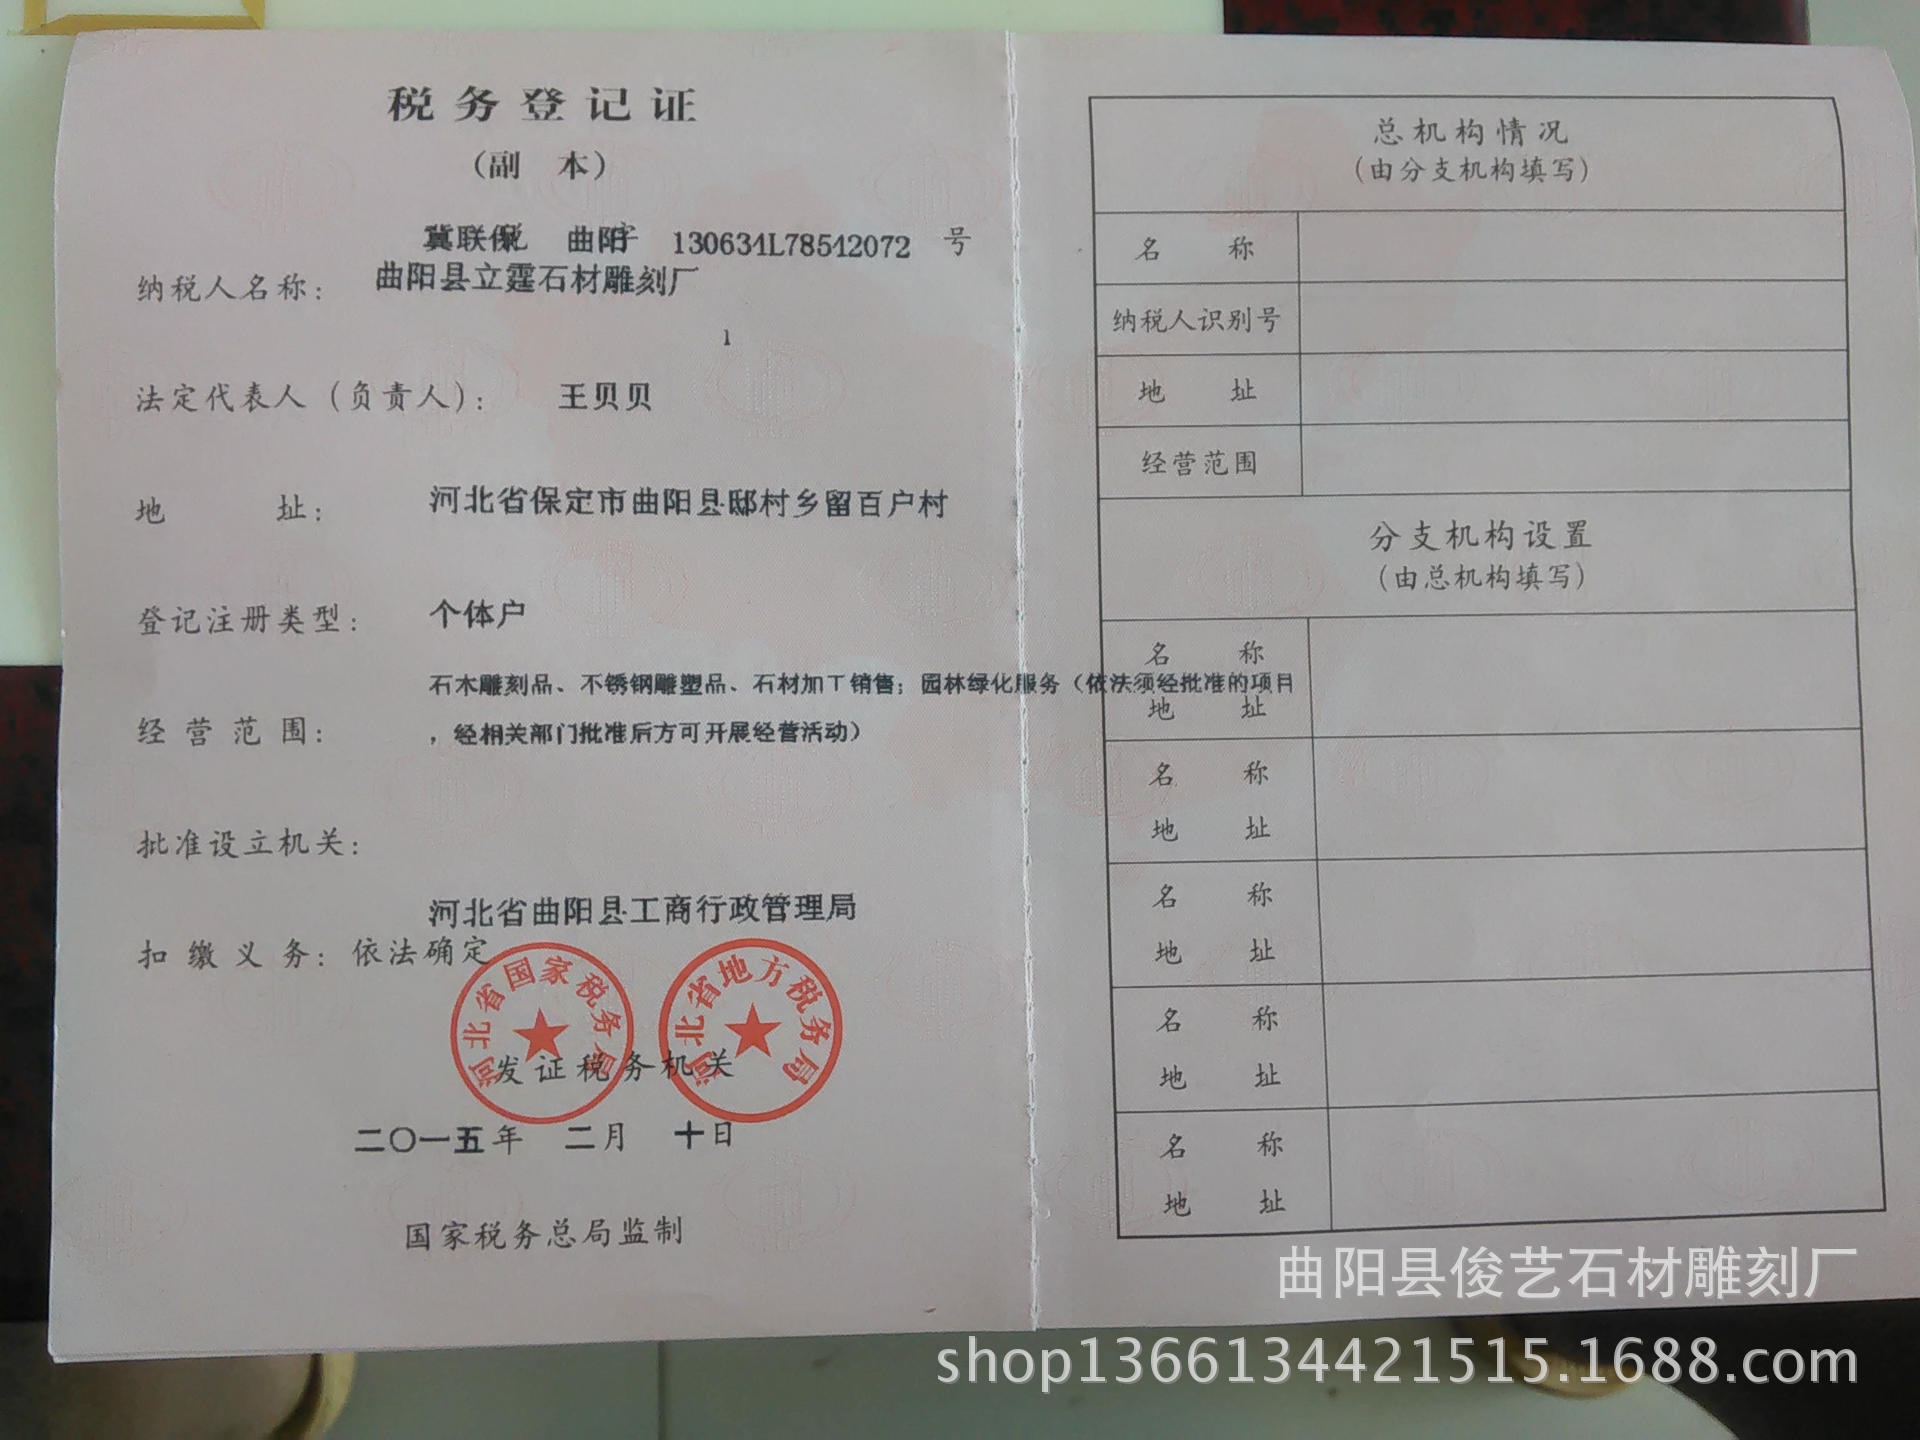 税务登记证
（副 本）
冀联保税 曲阳字 130634L78512072 号
纳税人名称： 曲阳县立霆石材雕刻厂
1
法定代表人（负责人）： 王贝贝
地 址： 河北省保定市曲阳县邸村乡留百户村
登记注册类型： 个体户
石木雕刻品、不锈钢雕塑品、石材加工销售；园林绿化服务（依法须经批准的项目
经营范围： ，经相关部门批准后方可开展经营活动）
批准设立机关：
河北省曲阳县工商行政管理局
扣缴义务：依法确定
河北省国家税务局
河北省地方税务局
发证税务机关
二〇一五年 二月 十日
国家税务总局监制
总机构情况
（由分支机构填写）
名 称
纳税人识别号
地 址
经营范围
分支机构设置
（由总机构填写）
名 称
地 址
名 称
地 址
名 称
地 址
名 称
地 址
名 称
地 址
曲阳县俊艺石材雕刻厂
shop1366134421515.1688.com